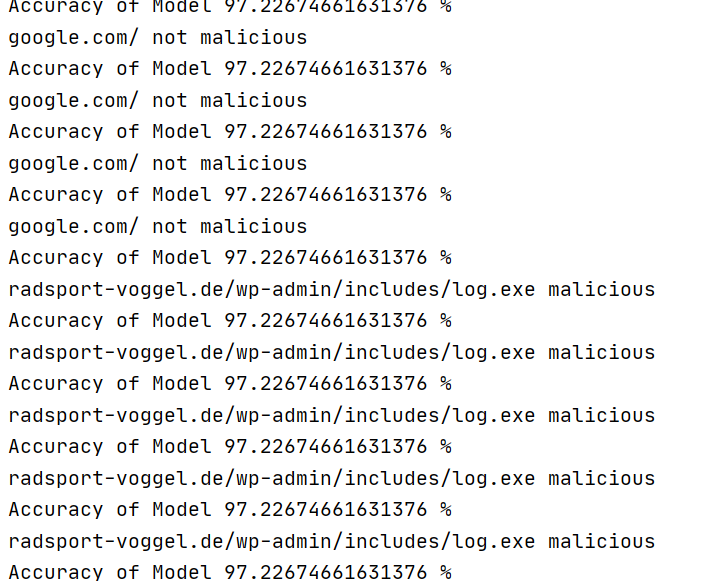 Accuracy of Model 97.22674661631376 %
google.com/ not malicious
Accuracy of Model 97.22674661631376 %
google.com/ not malicious
Accuracy of Model 97.22674661631376 %
google.com/ not malicious
Accuracy of Model 97.22674661631376 %
google.com/ not malicious
Accuracy of Model 97.22674661631376 %
radsport-voggel.de/wp-admin/includes/log.exe malicious
Accuracy of Model 97.22674661631376 %
radsport-voggel.de/wp-admin/includes/log.exe malicious
Accuracy of Model 97.22674661631376 %
radsport-voggel.de/wp-admin/includes/log.exe malicious
Accuracy of Model 97.22674661631376 %
radsport-voggel.de/wp-admin/includes/log.exe malicious
Accuracy of Model 97.22674661631376 %
radsport-voggel.de/wp-admin/includes/log.exe malicious
Accuracy of Model 97.22674661631376 %